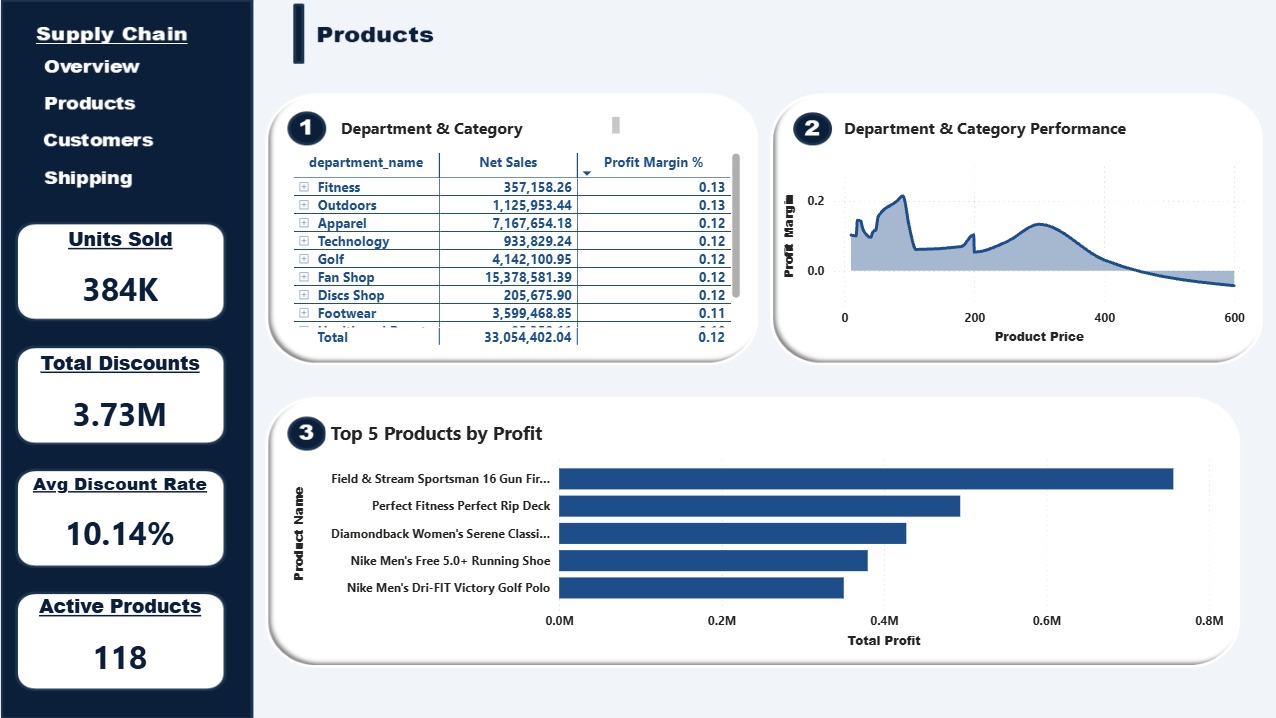 Supply Chain
Overview
Products
Customers
Shipping
Units Sold
384K
Total Discounts
3.73M
Avg Discount Rate
10.14%
Active Products
118
Products
1 Department & Category
department_name Net Sales Profit Margin %
Fitness 357,158.26 0.13
Outdoors 1,125,953.44 0.13
Apparel 7,167,654.18 0.12
Technology 933,829.24 0.12
Golf 4,142,100.95 0.12
Fan Shop 15,378,581.39 0.12
Discs Shop 205,675.90 0.12
Footwear 3,599,468.85 0.11
Total 33,054,402.04 0.12
2 Department & Category Performance
Profit Margin
0.2
0.0
0 200 400 600
Product Price
3 Top 5 Products by Profit
Product Name
Field & Stream Sportsman 16 Gun Fir...
Perfect Fitness Perfect Rip Deck
Diamondback Women's Serene Classi...
Nike Men's Free 5.0+ Running Shoe
Nike Men's Dri-FIT Victory Golf Polo
0.0M 0.2M 0.4M 0.6M 0.8M
Total Profit